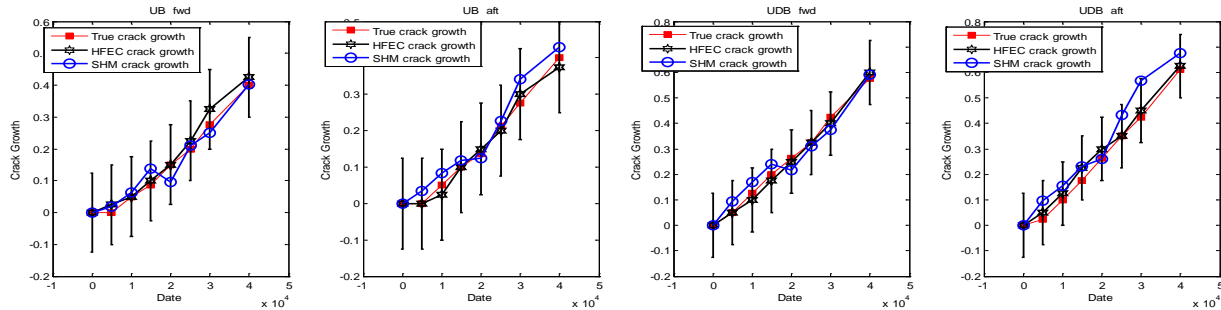 UB fwd
0.6
0.5
0.4
0.3
0.2
0.1
0
-0.1
-0.2
Crack Growth
True crack growth
HFEC crack growth
SHM crack growth
-1 0 1 2 3 4 5
Date
x 10^4
UB aft
0.5
0.4
0.3
0.2
0.1
0
-0.1
-0.2
Crack Growth
True crack growth
HFEC crack growth
SHM crack growth
-1 0 1 2 3 4 5
Date
x 10^4
UDB fwd
0.8
0.6
0.5
0.4
0.3
0.2
0.1
0
-0.1
-0.2
Crack Growth
True crack growth
HFEC crack growth
SHM crack growth
-1 0 1 2 3 4 5
Date
x 10^4
UDB aft
0.8
0.6
0.5
0.4
0.3
0.2
0.1
0
-0.1
-0.2
Crack Growth
True crack growth
HFEC crack growth
SHM crack growth
-1 0 1 2 3 4 5
Date
x 10^4